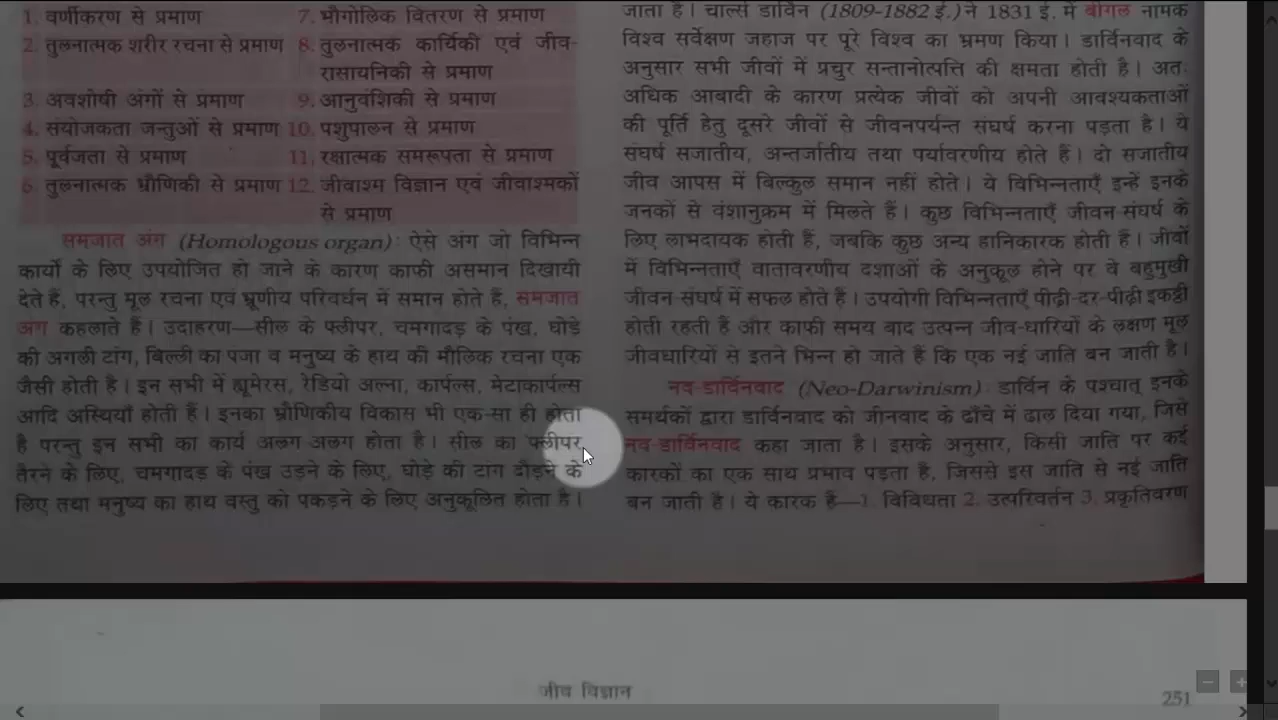 1. वर्णीकरण से प्रमाण
2. तुलनात्मक शरीर रचना से प्रमाण
3. अवशोषी अंगों से प्रमाण
4. संयोजकता जन्तुओं से प्रमाण
5. पूर्वजता से प्रमाण
6. तुलनात्मक भ्रौणिकी से प्रमाण
7. भौगोलिक वितरण से प्रमाण
8. तुलनात्मक कार्यिकी एवं जीव-
रासायनिकी से प्रमाण
9. आनुवंशिकी से प्रमाण
10. पशुपालन से प्रमाण
11. रक्षात्मक समरूपता से प्रमाण
12. जीवाश्म विज्ञान एवं जीवाश्मकों
से प्रमाण
समजात अंग (Homologous organ): ऐसे अंग जो विभिन्न
कार्यों के लिए उपयोजित हो जाने के कारण काफी असमान दिखायी
देते हैं, परन्तु मूल रचना एवं भ्रूणीय परिवर्धन में समान होते हैं, समजात
अंग कहलाते हैं। उदाहरण—सील के फ्लीपर, चमगादड़ के पंख, घोड़े
की अगली टांग, बिल्ली का पंजा व मनुष्य के हाथ की मौलिक रचना एक
जैसी होती है। इन सभी में ह्यूमेरस, रेडियो अल्ना, कार्पल्स, मेटाकार्पल्स
आदि अस्थियाँ होती हैं। इनका भ्रौणिकीय विकास भी एक-सा ही होता
है परन्तु इन सभी का कार्य अलग अलग होता है। सील का फ्लीपर
तैरने के लिए, चमगादड़ के पंख उड़ने के लिए, घोड़े की टांग दौड़ने के
लिए तथा मनुष्य का हाथ वस्तु को पकड़ने के लिए अनुकूलित होता है।
जाता है। चार्ल्स डार्विन (1809-1882 ई.) ने 1831 ई. में बीगल नामक
विश्व सर्वेक्षण जहाज पर पूरे विश्व का भ्रमण किया। डार्विनवाद के
अनुसार सभी जीवों में प्रचुर सन्तानोत्पत्ति की क्षमता होती है। अतः
अधिक आबादी के कारण प्रत्येक जीवों को अपनी आवश्यकताओं
की पूर्ति हेतु दूसरे जीवों से जीवनपर्यन्त संघर्ष करना पड़ता है। ये
संघर्ष सजातीय, अन्तर्जातीय तथा पर्यावरणीय होते हैं। दो सजातीय
जीव आपस में बिल्कुल समान नहीं होते। ये विभिन्नताएँ इन्हें इनके
जनकों से वंशानुक्रम में मिलते हैं। कुछ विभिन्नताएँ जीवन-संघर्ष के
लिए लाभदायक होती हैं, जबकि कुछ अन्य हानिकारक होती हैं। जीवों
में विभिन्नताएँ वातावरणीय दशाओं के अनुकूल होने पर वे बहुमुखी
जीवन-संघर्ष में सफल होते हैं। उपयोगी विभिन्नताएँ पीढ़ी-दर-पीढ़ी इकट्ठी
होती रहती हैं और काफी समय बाद उत्पन्न जीव-धारियों के लक्षण मूल
जीवधारियों से इतने भिन्न हो जाते हैं कि एक नई जाति बन जाती है।
नव-डार्विनवाद (Neo-Darwinism): डार्विन के पश्चात् इनके
समर्थकों द्वारा डार्विनवाद को जीनवाद के ढाँचे में ढाल दिया गया, जिसे
नव-डार्विनवाद कहा जाता है। इसके अनुसार, किसी जाति पर कई
कारकों का एक साथ प्रभाव पड़ता है, जिससे इस जाति से नई जाति
बन जाती है। ये कारक हैं—1. विविधता 2. उत्परिवर्तन 3. प्रकृतिवरण
जीव विज्ञान
251